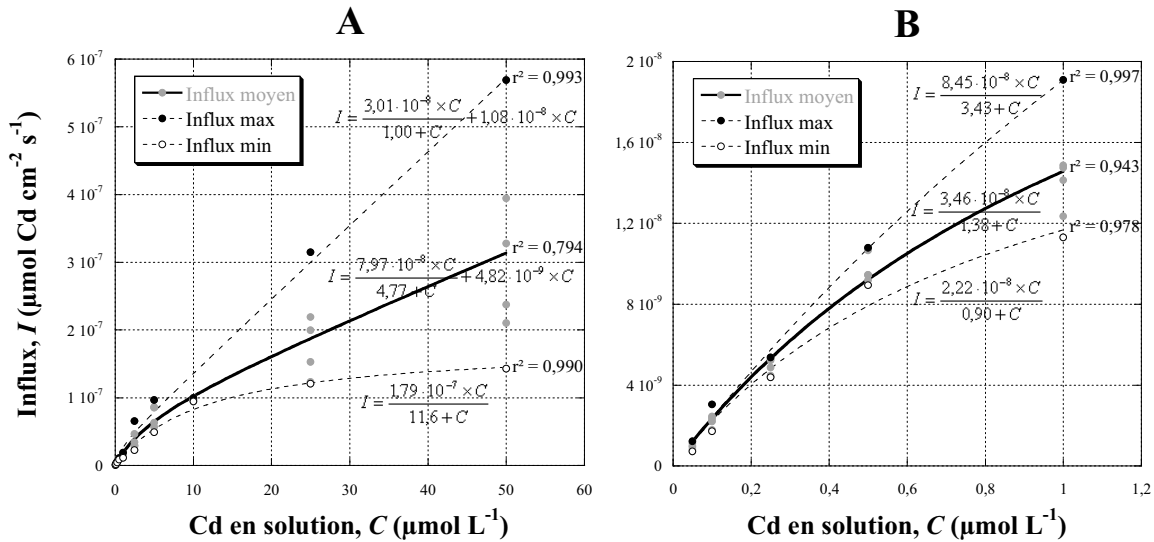 A
Influx, I (µmol Cd cm⁻² s⁻¹)
6 10⁻⁷
5 10⁻⁷
4 10⁻⁷
3 10⁻⁷
2 10⁻⁷
1 10⁻⁷
0
Influx moyen
Influx max
Influx min
r² = 0,993
I = 3,01·10⁻⁸ × C / 1,00 + C + 1,08·10⁻⁸ × C
r² = 0,794
I = 7,97·10⁻⁸ × C / 4,77 + C + 4,82·10⁻⁹ × C
r² = 0,990
I = 1,79·10⁻⁷ × C / 11,6 + C
0 10 20 30 40 50 60
Cd en solution, C (µmol L⁻¹)
B
2 10⁻⁸
1,6 10⁻⁸
1,2 10⁻⁸
8 10⁻⁹
4 10⁻⁹
0
Influx moyen
Influx max
Influx min
r² = 0,997
I = 8,45·10⁻⁸ × C / 3,43 + C
r² = 0,943
I = 3,46·10⁻⁸ × C / 1,38 + C
r² = 0,978
I = 2,22·10⁻⁸ × C / 0,90 + C
0 0,2 0,4 0,6 0,8 1 1,2
Cd en solution, C (µmol L⁻¹)